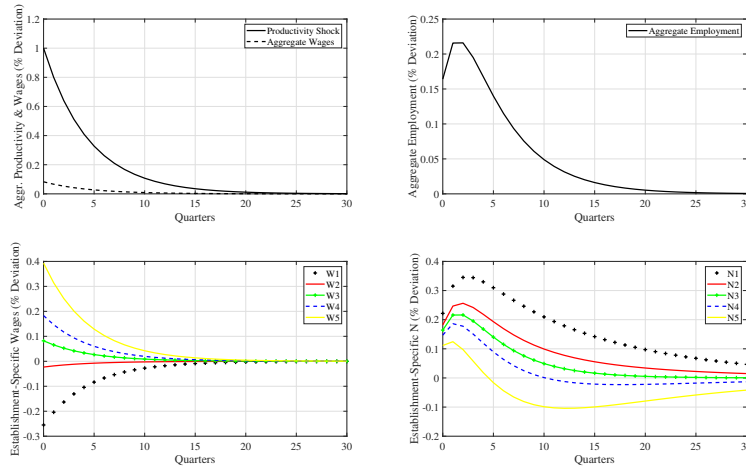 Aggr. Productivity & Wages (% Deviation)
1.2
1
0.8
0.6
0.4
0.2
0
Productivity Shock
Aggregate Wages
0 5 10 15 20 25 30
Quarters
Aggregate Employment (% Deviation)
0.25
0.2
0.15
0.1
0.05
0
Aggregate Employment
0 5 10 15 20 25 30
Quarters
Establishment-Specific Wages (% Deviation)
0.4
0.3
0.2
0.1
0
-0.1
-0.2
-0.3
W1
W2
W3
W4
W5
0 5 10 15 20 25 30
Quarters
Establishment-Specific N (% Deviation)
0.4
0.3
0.2
0.1
0
-0.1
-0.2
N1
N2
N3
N4
N5
0 5 10 15 20 25 30
Quarters